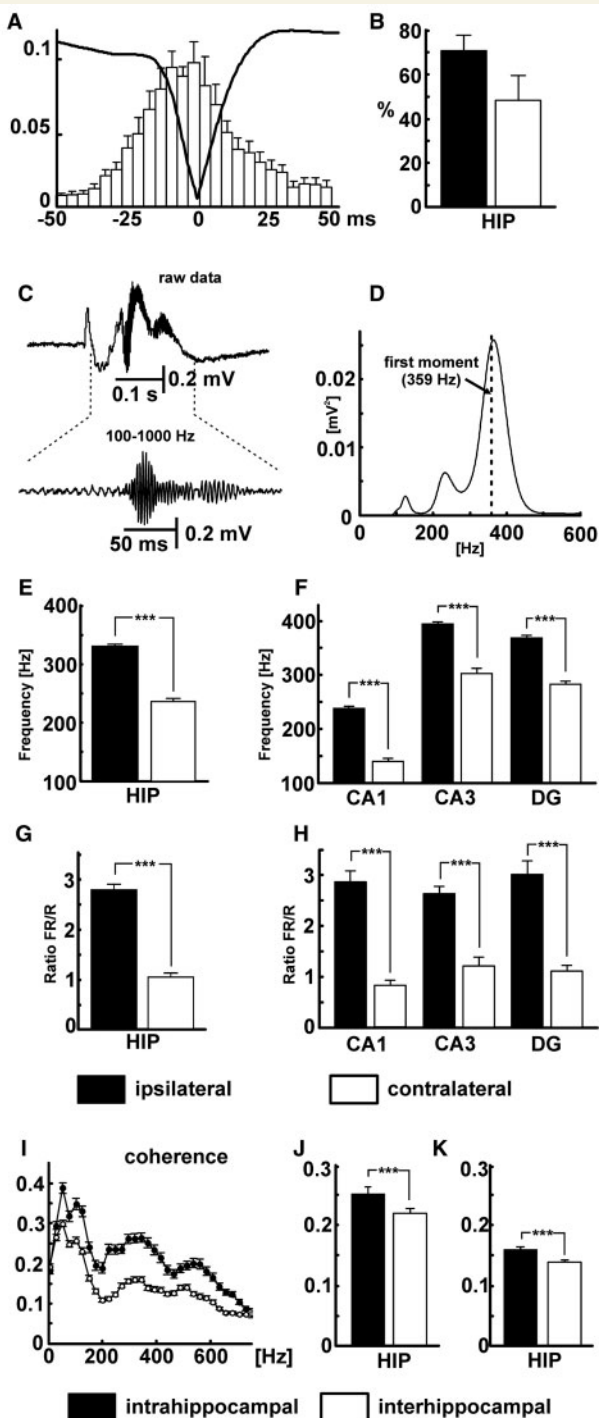 A
0.1
0.05
0
-50 -25 0 25 50 ms
B
80
60
%
40
20
0
HIP
C
raw data
0.2 mV
0.1 s
100-1000 Hz
0.2 mV
50 ms
D
first moment
(359 Hz)
0.02
[mV²]
0.01
0
0 200 400 600
[Hz]
E
400
***
300
Frequency [Hz]
200
100
HIP
F
400
***
***
300
***
Frequency [Hz]
200
100
CA1 CA3 DG
G
***
3
2
Ratio FR/R
1
0
HIP
H
***
***
***
3
2
Ratio FR/R
1
0
CA1 CA3 DG
ipsilateral contralateral
I
coherence
0.4
0.3
0.2
0.1
0
0 200 400 600 [Hz]
J
0.3
***
0.2
0.1
0
HIP
K
0.3
0.2
***
0.1
0
HIP
intrahippocampal interhippocampal